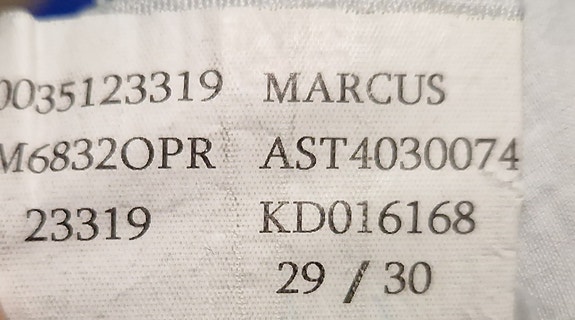 0035123319 MARCUS
M6832OPR AST4030074
23319 KD016168
29 / 30